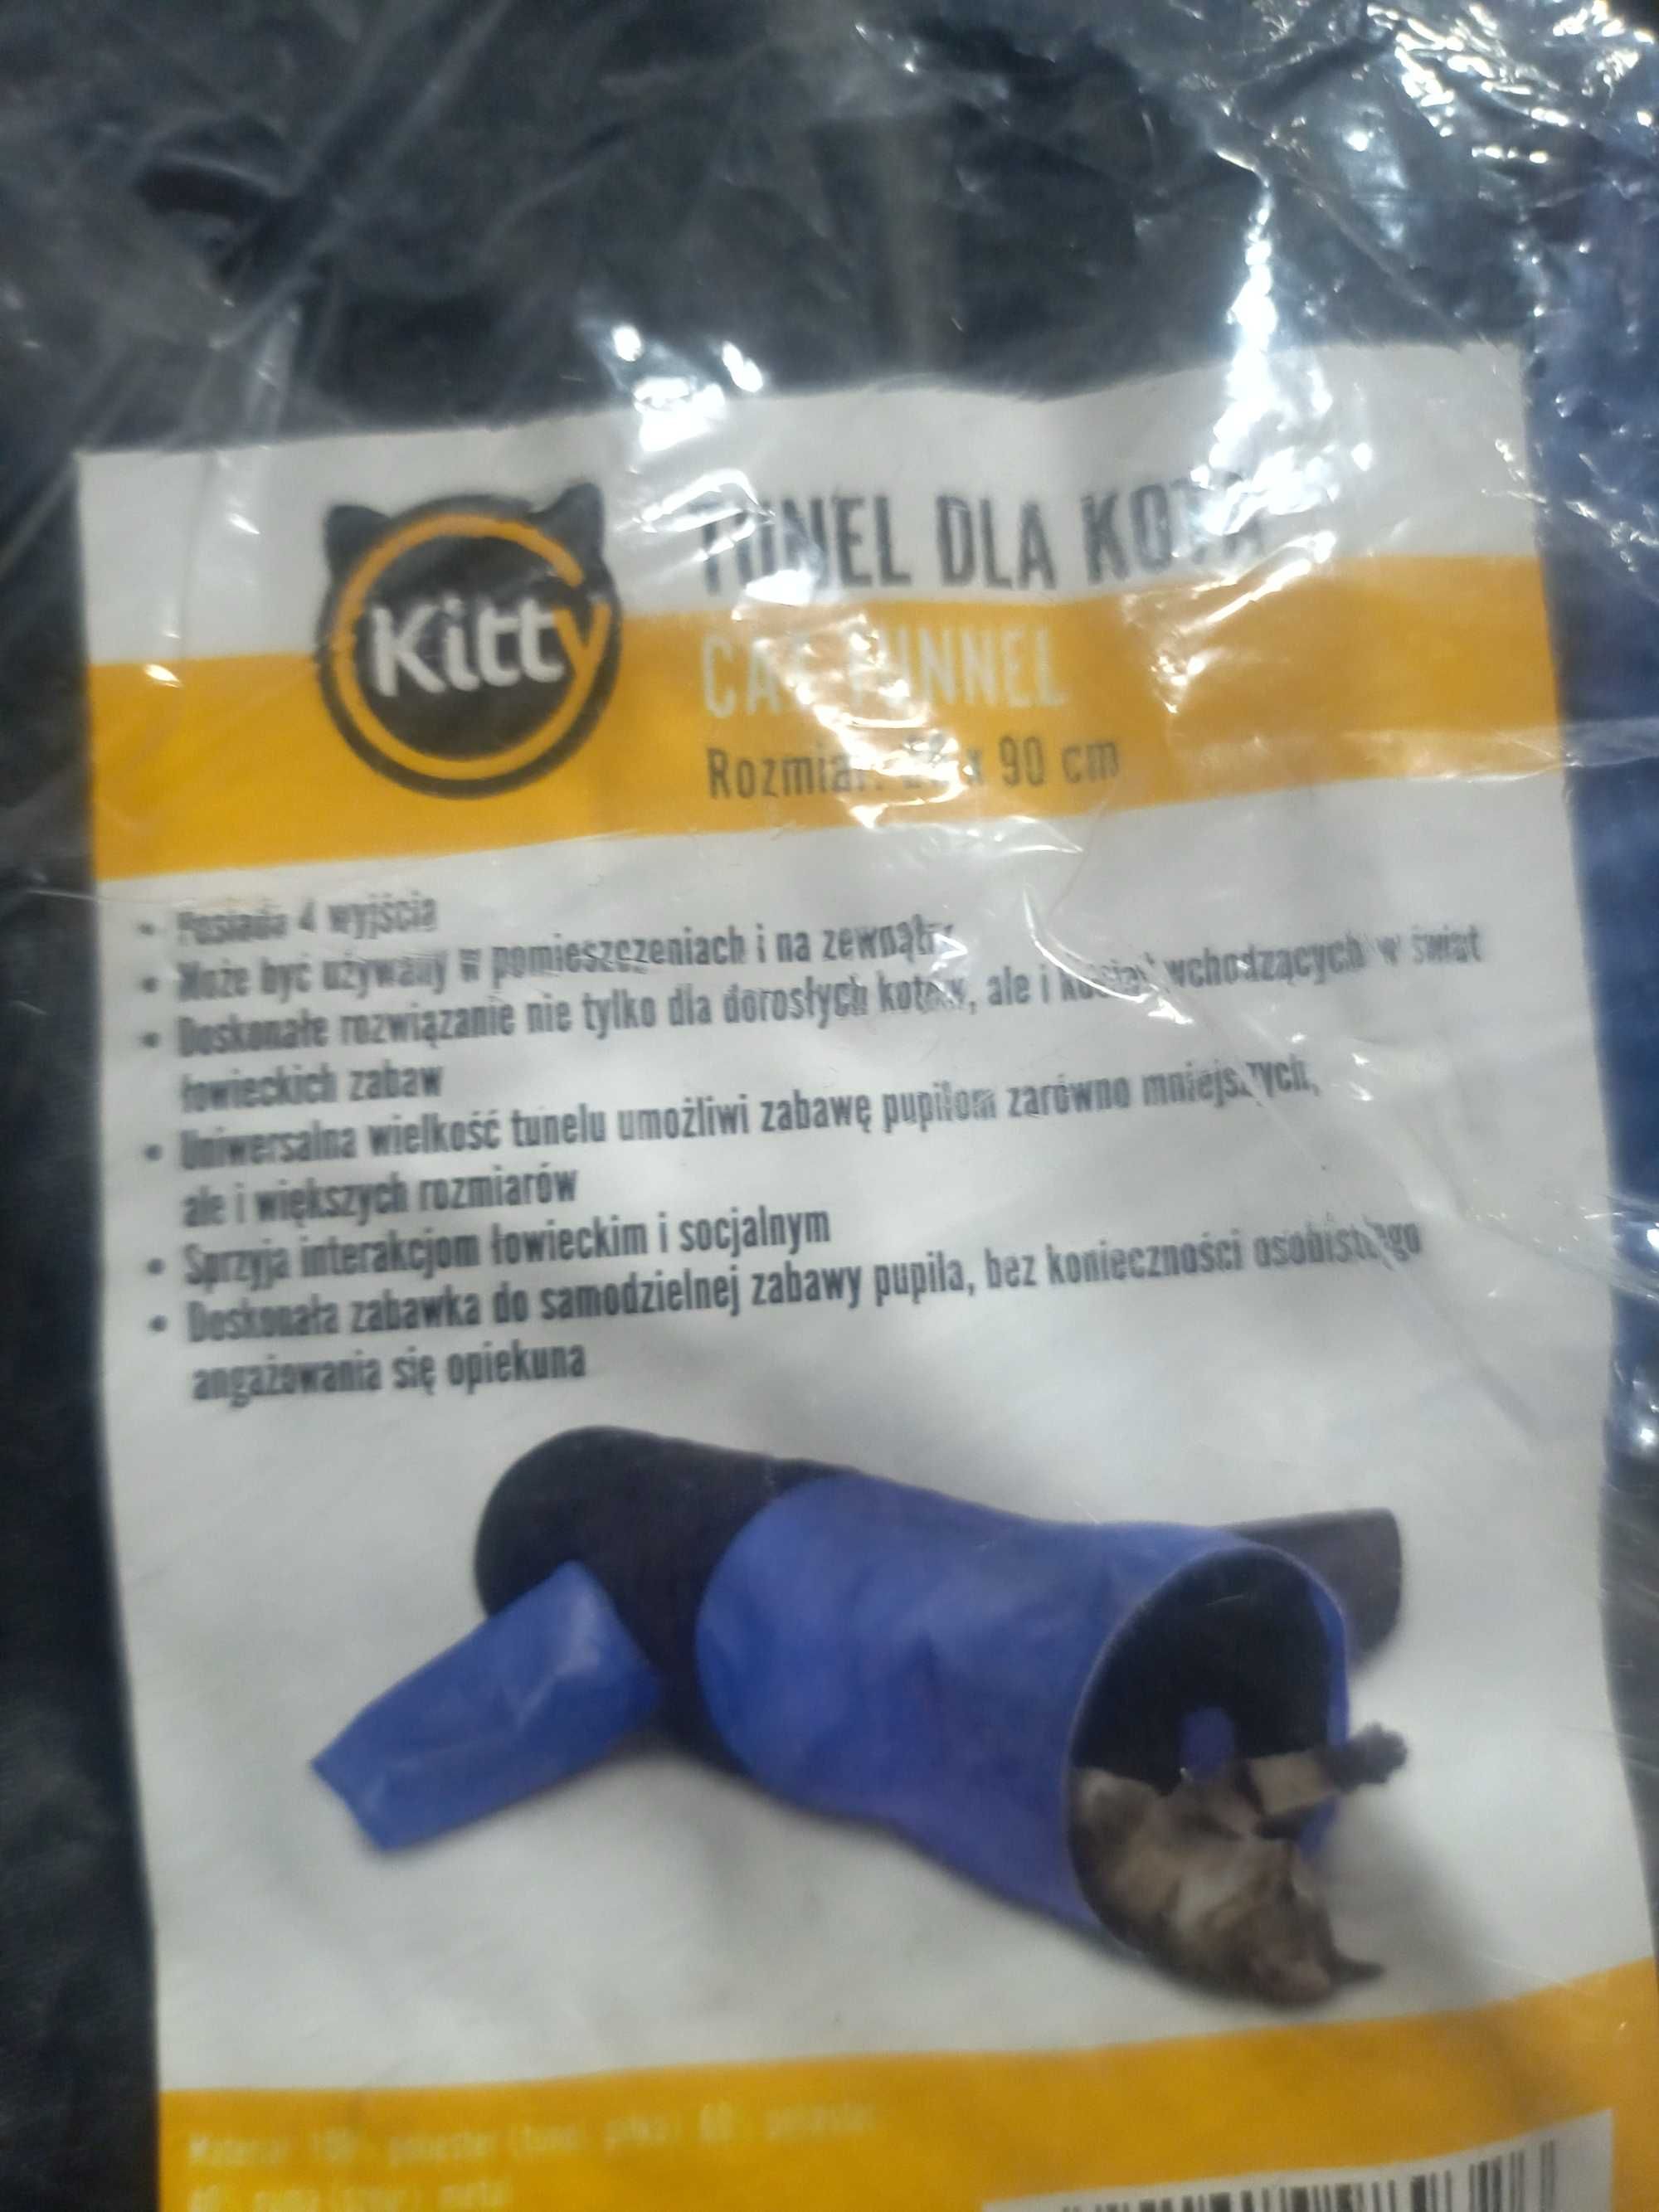 Kitty
TUNEL DLA KOTA
CAT TUNNEL
Rozmiar: x 90 cm
• Posiada 4 wyjścia
• Może być używany w pomieszczeniach i na zewnątrz
• Doskonałe rozwiązanie nie tylko dla dorosłych kotów, ale i kociąt wchodzących w świat
łowieckich zabaw
• Uniwersalna wielkość tunelu umożliwi zabawę pupilom zarówno mniejszych,
ale i większych rozmiarów
• Sprzyja interakcjom łowieckim i socjalnym
• Doskonała zabawka do samodzielnej zabawy pupila, bez konieczności osobistego
angażowania się opiekuna